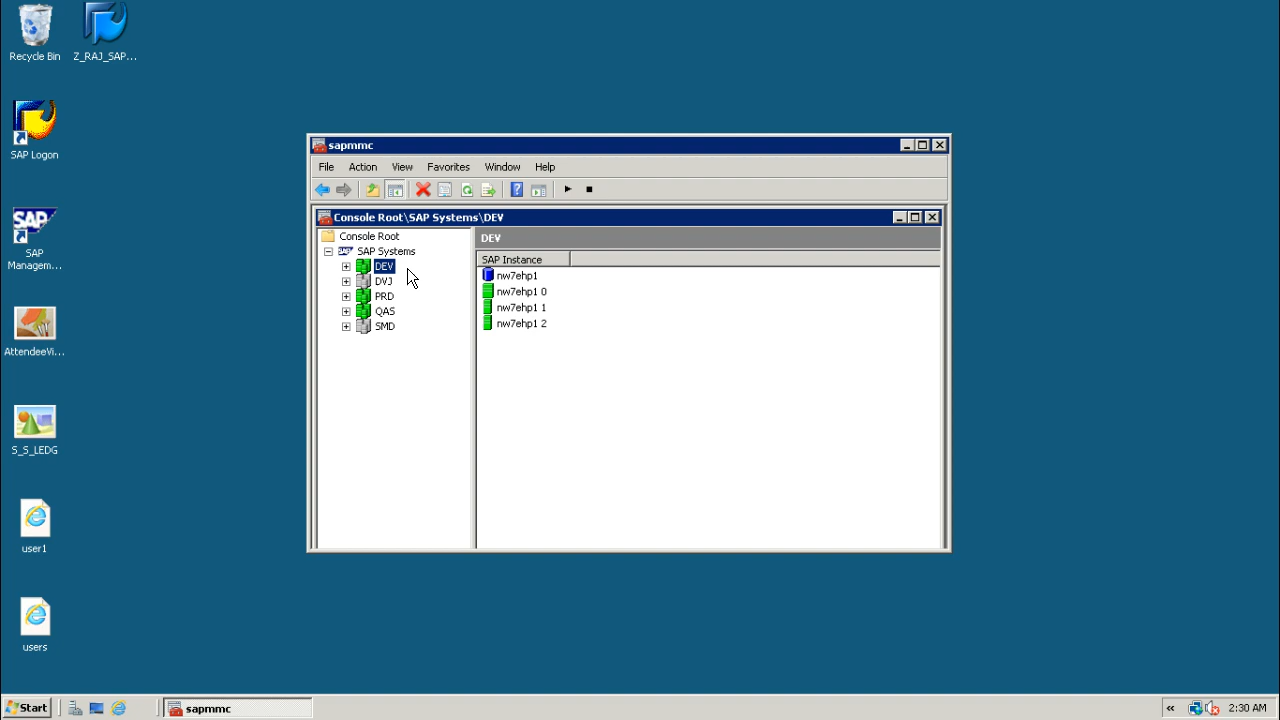 Recycle Bin
Z_RAJ_SAP...
SAP Logon
SAP
Managem...
AttendeeVi...
S_S_LEDG
user1
users
sapmmc
File Action View Favorites Window Help
Console Root\SAP Systems\DEV
Console Root
SAP Systems
DEV
DVJ
PRD
QAS
SMD
DEV
SAP Instance
nw7ehp1
nw7ehp1 0
nw7ehp1 1
nw7ehp1 2
Start
sapmmc
2:30 AM